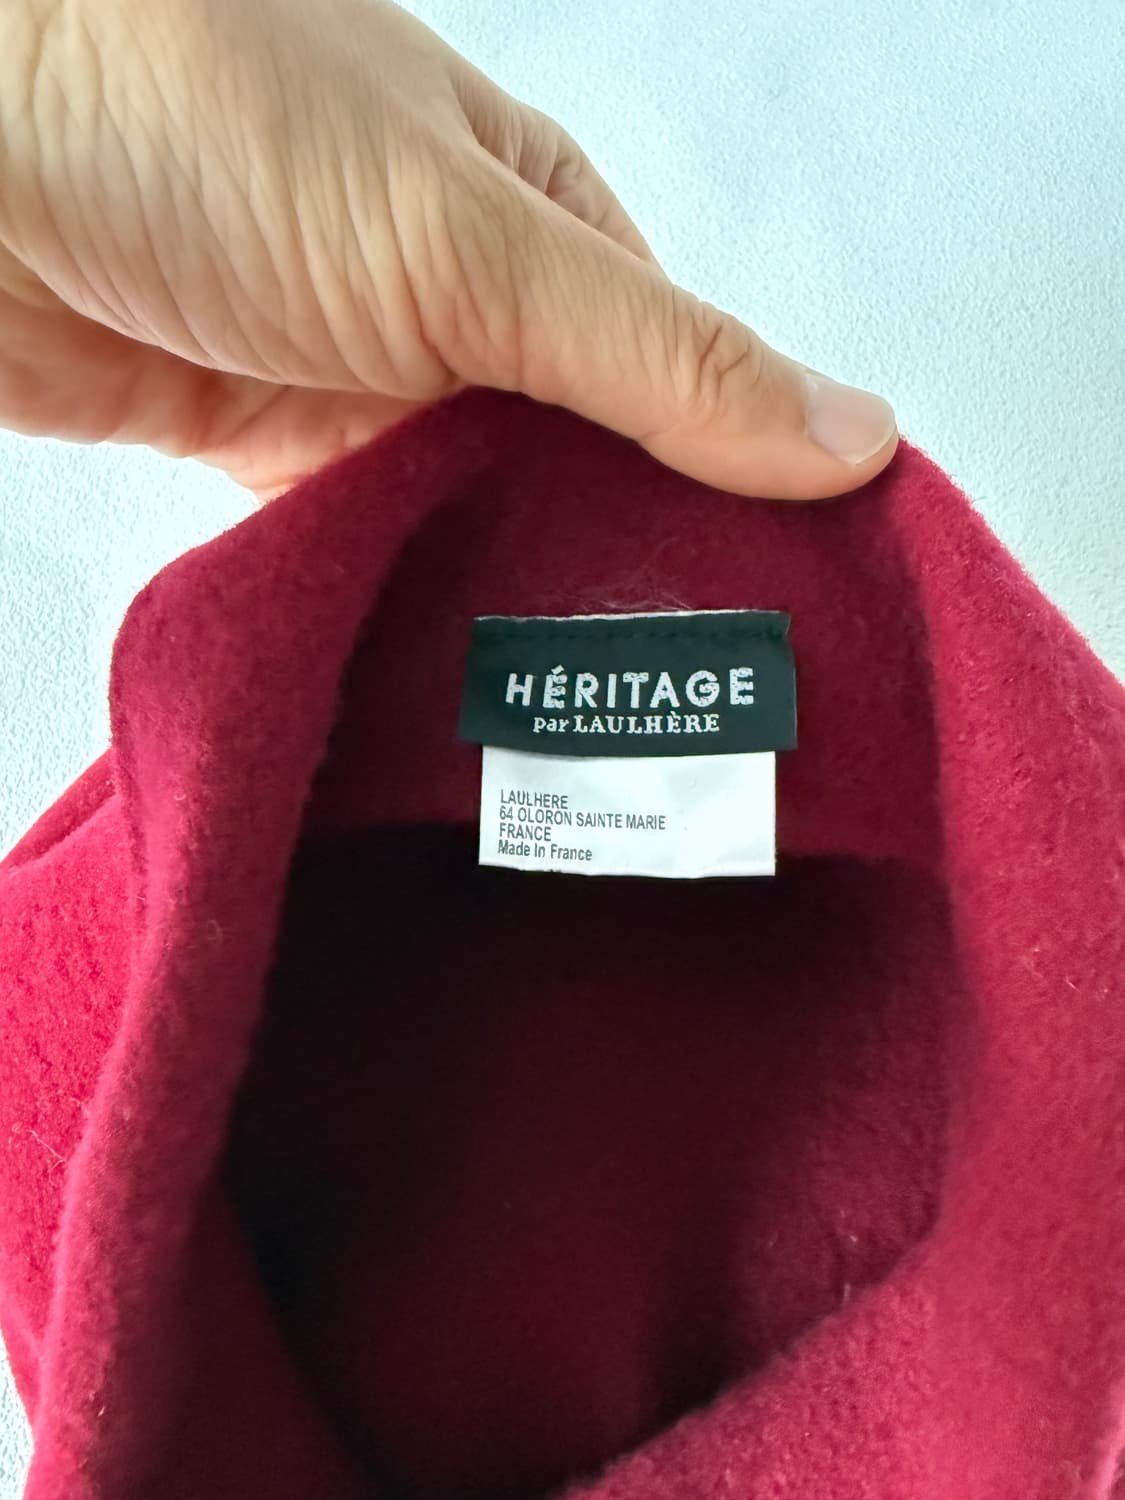 HÉRITAGE
par LAULHÈRE
LAULHERE
64 OLORON SAINTE MARIE
FRANCE
Made In France